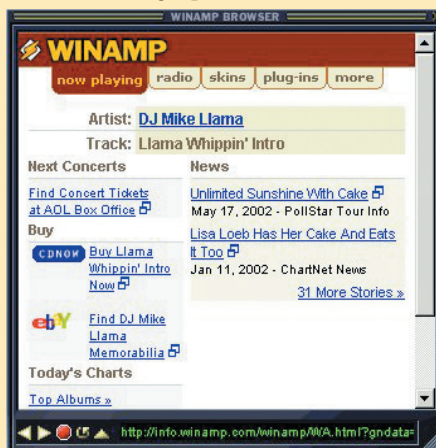 WINAMP BROWSER
WINAMP
now playing radio skins plug-ins more
Artist: DJ Mike Llama
Track: Llama Whippin' Intro
Next Concerts
Find Concert Tickets
at AOL Box Office
Buy
CDNOW Buy Llama
Whippin' Intro
Now
ebY Find DJ Mike
Llama
Memorabilia
Today's Charts
Top Albums »
News
Unlimited Sunshine With Cake
May 17, 2002 - PollStar Tour Info
Lisa Loeb Has Her Cake And Eats
It Too
Jan 11, 2002 - ChartNet News
31 More Stories »
http://info.winamp.com/winamp/WA.html?gndata=